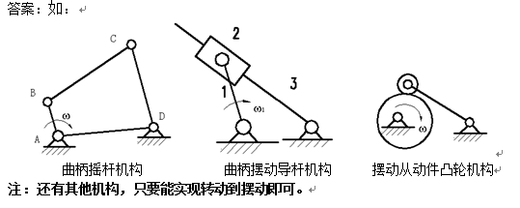 答案：如：
C
B
ω
A
D
2
1
3
ω₁
ω
曲柄摇杆机构 曲柄摆动导杆机构 摆动从动件凸轮机构
注：还有其他机构，只要能实现转动到摆动即可。